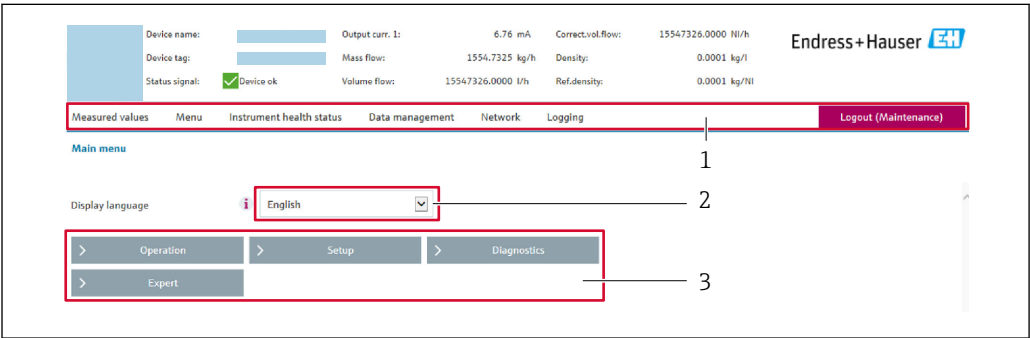 Device name: Output curr. 1: 6.76 mA Correct.vol.flow: 15547326.0000 Nl/h
Endress+Hauser EH
Device tag: Mass flow: 1554.7325 kg/h Density: 0.0001 kg/l
Status signal: Device ok Volume flow: 15547326.0000 l/h Ref.density: 0.0001 kg/Nl
Measured values Menu Instrument health status Data management Network Logging Logout (Maintenance)
1
Main menu
Display language i English 2
> Operation > Setup > Diagnostics
> Expert 3